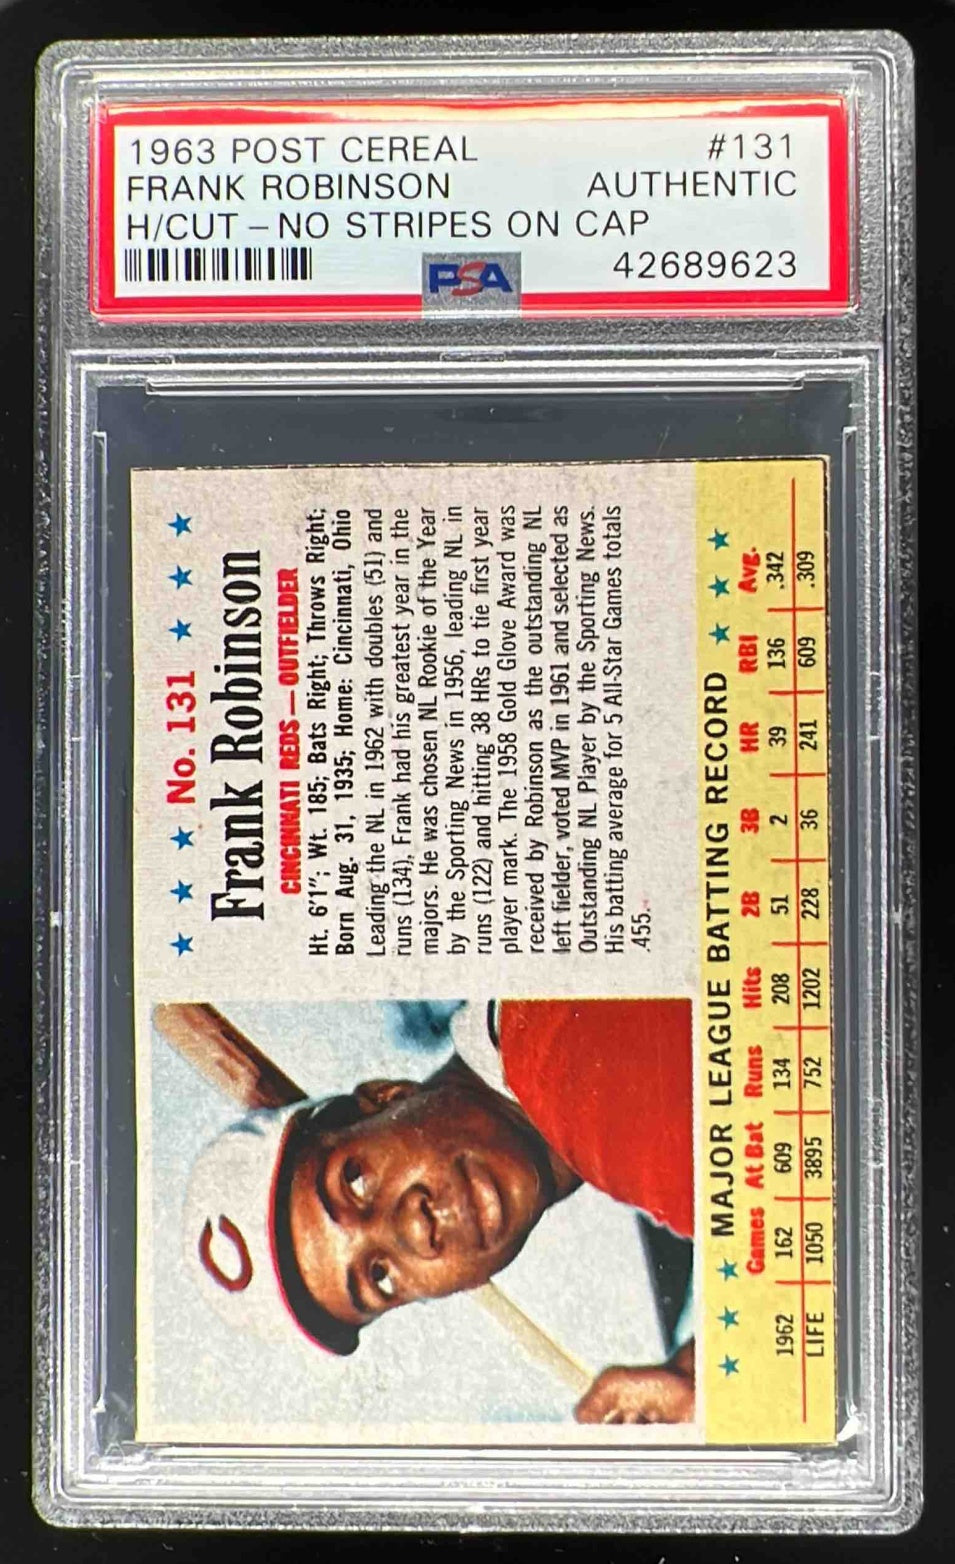 1963 POST CEREAL #131
FRANK ROBINSON AUTHENTIC
H/CUT – NO STRIPES ON CAP
PSA 42689623
No. 131
Frank Robinson
CINCINNATI REDS — OUTFIELDER
Ht. 6'1"; Wt. 185; Bats Right; Throws Right;
Born Aug. 31, 1935; Home: Cincinnati, Ohio
Leading the NL in 1962 with doubles (51) and
runs (134), Frank had his greatest year in the
majors. He was chosen NL Rookie of the Year
by the Sporting News in 1956, leading NL in
runs (122) and hitting 38 HRs to tie first year
player mark. The 1958 Gold Glove Award was
received by Robinson as the outstanding NL
left fielder, voted MVP in 1961 and selected as
Outstanding NL Player by the Sporting News.
His batting average for 5 All-Star Games totals
.455.
C
MAJOR LEAGUE BATTING RECORD
Games At Bat Runs Hits 2B 3B HR RBI Avg.
1962 162 609 134 208 51 2 39 136 .342
LIFE 1050 3895 752 1202 228 36 241 609 .309